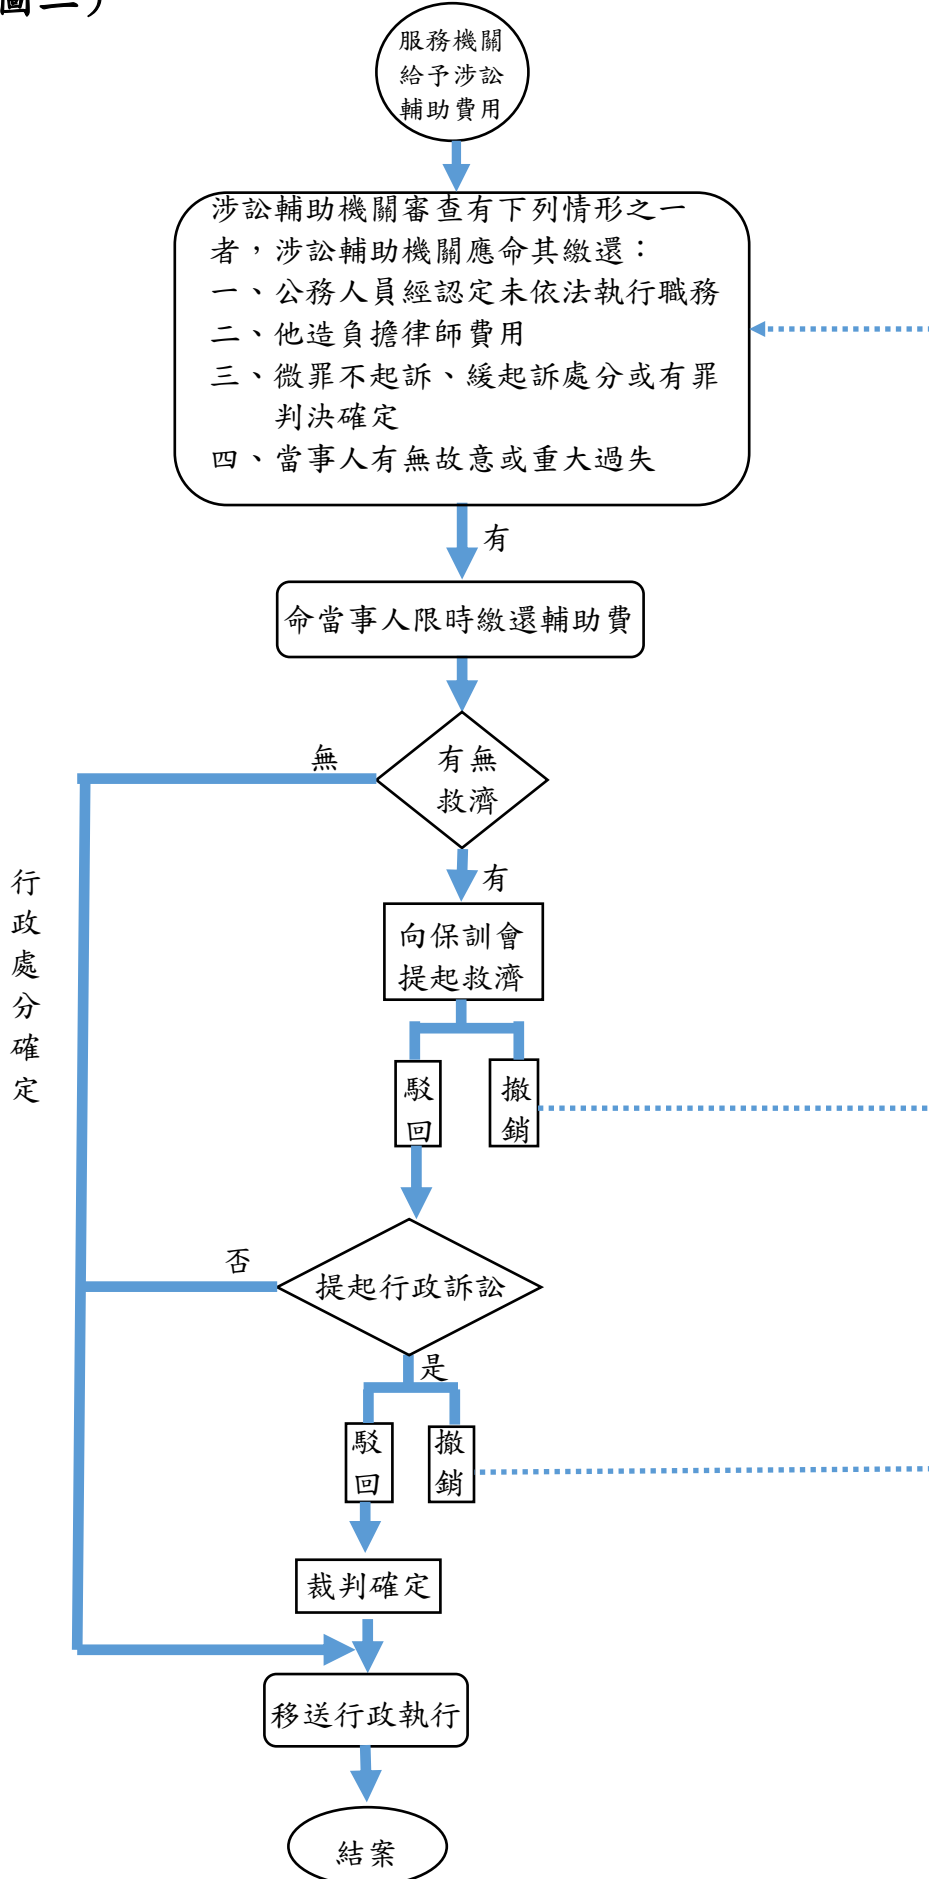 圖二）
服務機關
給予涉訟
輔助費用
涉訟輔助機關審查有下列情形之一
者，涉訟輔助機關應命其繳還：
一、公務人員經認定未依法執行職務
二、他造負擔律師費用
三、微罪不起訴、緩起訴處分或有罪
判決確定
四、當事人有無故意或重大過失
有
命當事人限時繳還輔助費
有無
救濟
無
有
行政處分確定
向保訓會
提起救濟
駁回
撤銷
提起行政訴訟
否
是
駁回
撤銷
裁判確定
移送行政執行
結案